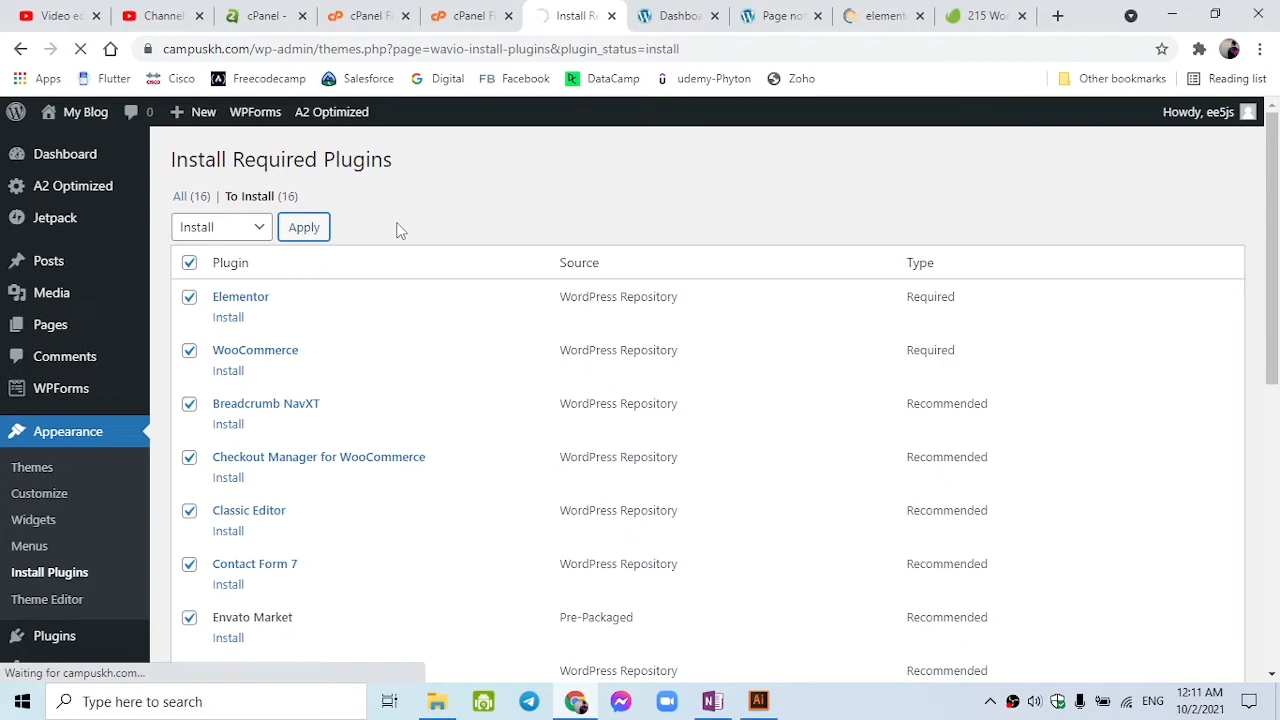 Video ec
Channel
cPanel -
cPanel Fi
cPanel Fi
Install Re
Dashboa
Page not
element
215 Wo
campuskh.com/wp-admin/themes.php?page=wavio-install-plugins&plugin_status=install
Apps
Flutter
Cisco
Freecodecamp
Salesforce
Digital
FB Facebook
DataCamp
udemy-Phyton
Zoho
Other bookmarks
Reading list
My Blog
0
New
WPForms
A2 Optimized
Howdy, ee5js
Dashboard
A2 Optimized
Jetpack
Posts
Media
Pages
Comments
WPForms
Appearance
Themes
Customize
Widgets
Menus
Install Plugins
Theme Editor
Plugins
Install Required Plugins
All (16) | To Install (16)
Install
Apply
Plugin Source Type
Elementor WordPress Repository Required
Install
WooCommerce WordPress Repository Required
Install
Breadcrumb NavXT WordPress Repository Recommended
Install
Checkout Manager for WooCommerce WordPress Repository Recommended
Install
Classic Editor WordPress Repository Recommended
Install
Contact Form 7 WordPress Repository Recommended
Install
Envato Market Pre-Packaged Recommended
Install
WordPress Repository Recommended
Waiting for campuskh.com...
Type here to search
ENG
12:11 AM
10/2/2021